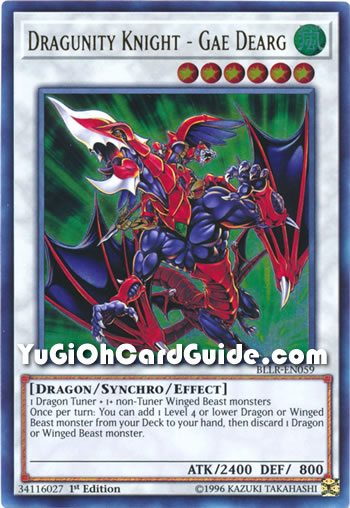 DRAGUNITY KNIGHT - GAE DEARG
風
YuGiOhCardGuide.com
BLLR-EN059
[DRAGON/SYNCHRO/EFFECT]
1 Dragon Tuner + 1+ non-Tuner Winged Beast monsters
Once per turn: You can add 1 Level 4 or lower Dragon or Winged
Beast monster from your Deck to your hand, then discard 1 Dragon
or Winged Beast monster.
ATK/2400 DEF/ 800
34116027 1st Edition ©1996 KAZUKI TAKAHASHI